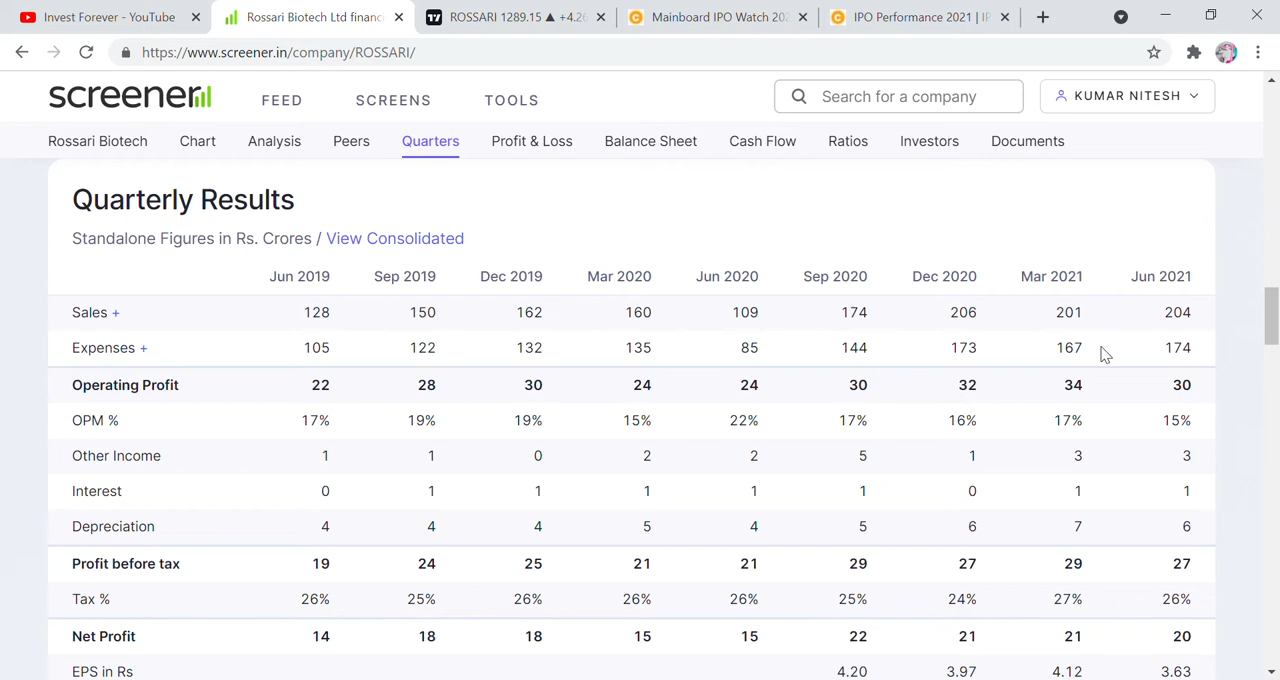 Invest Forever - YouTube
Rossari Biotech Ltd financi
ROSSARI 1289.15 ▲ +4.26
Mainboard IPO Watch 202
IPO Performance 2021 | IP
https://www.screener.in/company/ROSSARI/
screener
FEED SCREENS TOOLS
Search for a company
KUMAR NITESH
Rossari Biotech Chart Analysis Peers Quarters Profit & Loss Balance Sheet Cash Flow Ratios Investors Documents
Quarterly Results
Standalone Figures in Rs. Crores / View Consolidated
Jun 2019 Sep 2019 Dec 2019 Mar 2020 Jun 2020 Sep 2020 Dec 2020 Mar 2021 Jun 2021
Sales + 128 150 162 160 109 174 206 201 204
Expenses + 105 122 132 135 85 144 173 167 174
Operating Profit 22 28 30 24 24 30 32 34 30
OPM % 17% 19% 19% 15% 22% 17% 16% 17% 15%
Other Income 1 1 0 2 2 5 1 3 3
Interest 0 1 1 1 1 1 0 1 1
Depreciation 4 4 4 5 4 5 6 7 6
Profit before tax 19 24 25 21 21 29 27 29 27
Tax % 26% 25% 26% 26% 26% 25% 24% 27% 26%
Net Profit 14 18 18 15 15 22 21 21 20
EPS in Rs 4.20 3.97 4.12 3.63